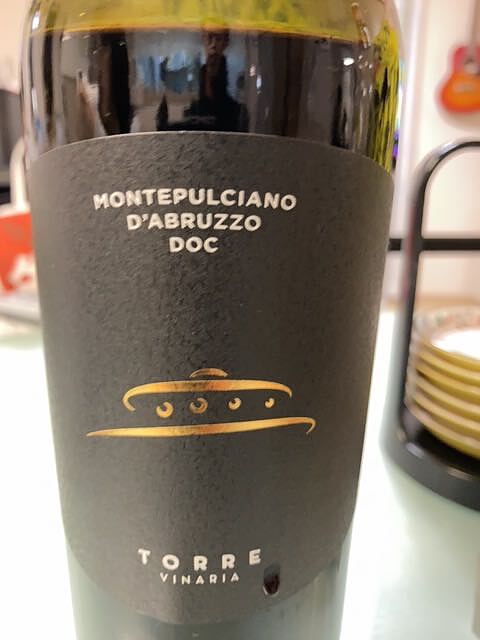 MONTEPULCIANO
D'ABRUZZO
DOC
TORRE
VINARIA